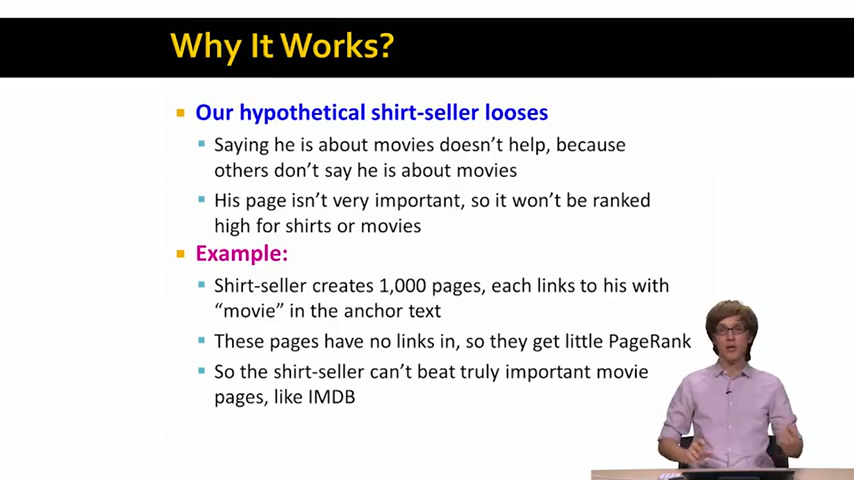 Why It Works?
Our hypothetical shirt-seller looses
Saying he is about movies doesn't help, because
others don't say he is about movies
His page isn't very important, so it won't be ranked
high for shirts or movies
Example:
Shirt-seller creates 1,000 pages, each links to his with
"movie" in the anchor text
These pages have no links in, so they get little PageRank
So the shirt-seller can't beat truly important movie
pages, like IMDB